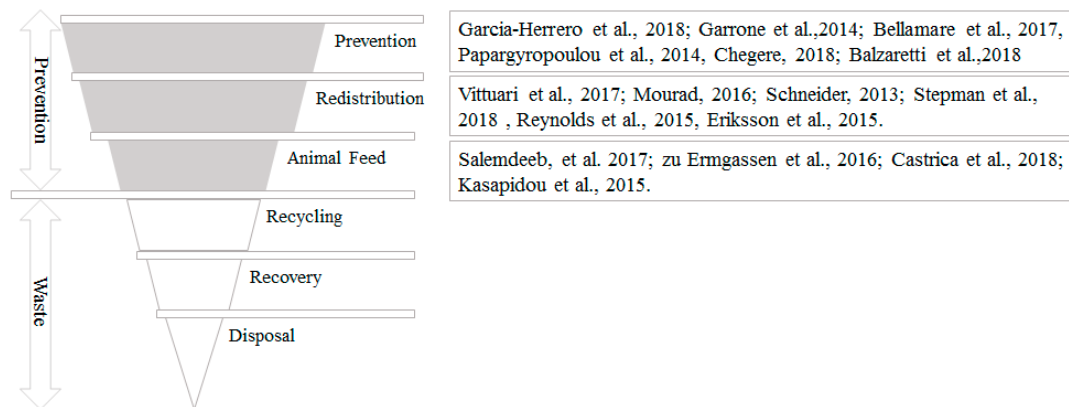 Prevention
Prevention
Garcia-Herrero et al., 2018; Garrone et al.,2014; Bellamare et al., 2017,
Papargyropoulou et al., 2014, Chegere, 2018; Balzaretti et al.,2018
Redistribution
Vittuari et al., 2017; Mourad, 2016; Schneider, 2013; Stepman et al.,
2018 , Reynolds et al., 2015, Eriksson et al., 2015.
Animal Feed
Salemdeeb, et al. 2017; zu Ermgassen et al., 2016; Castrica et al., 2018;
Kasapidou et al., 2015.
Waste
Recycling
Recovery
Disposal